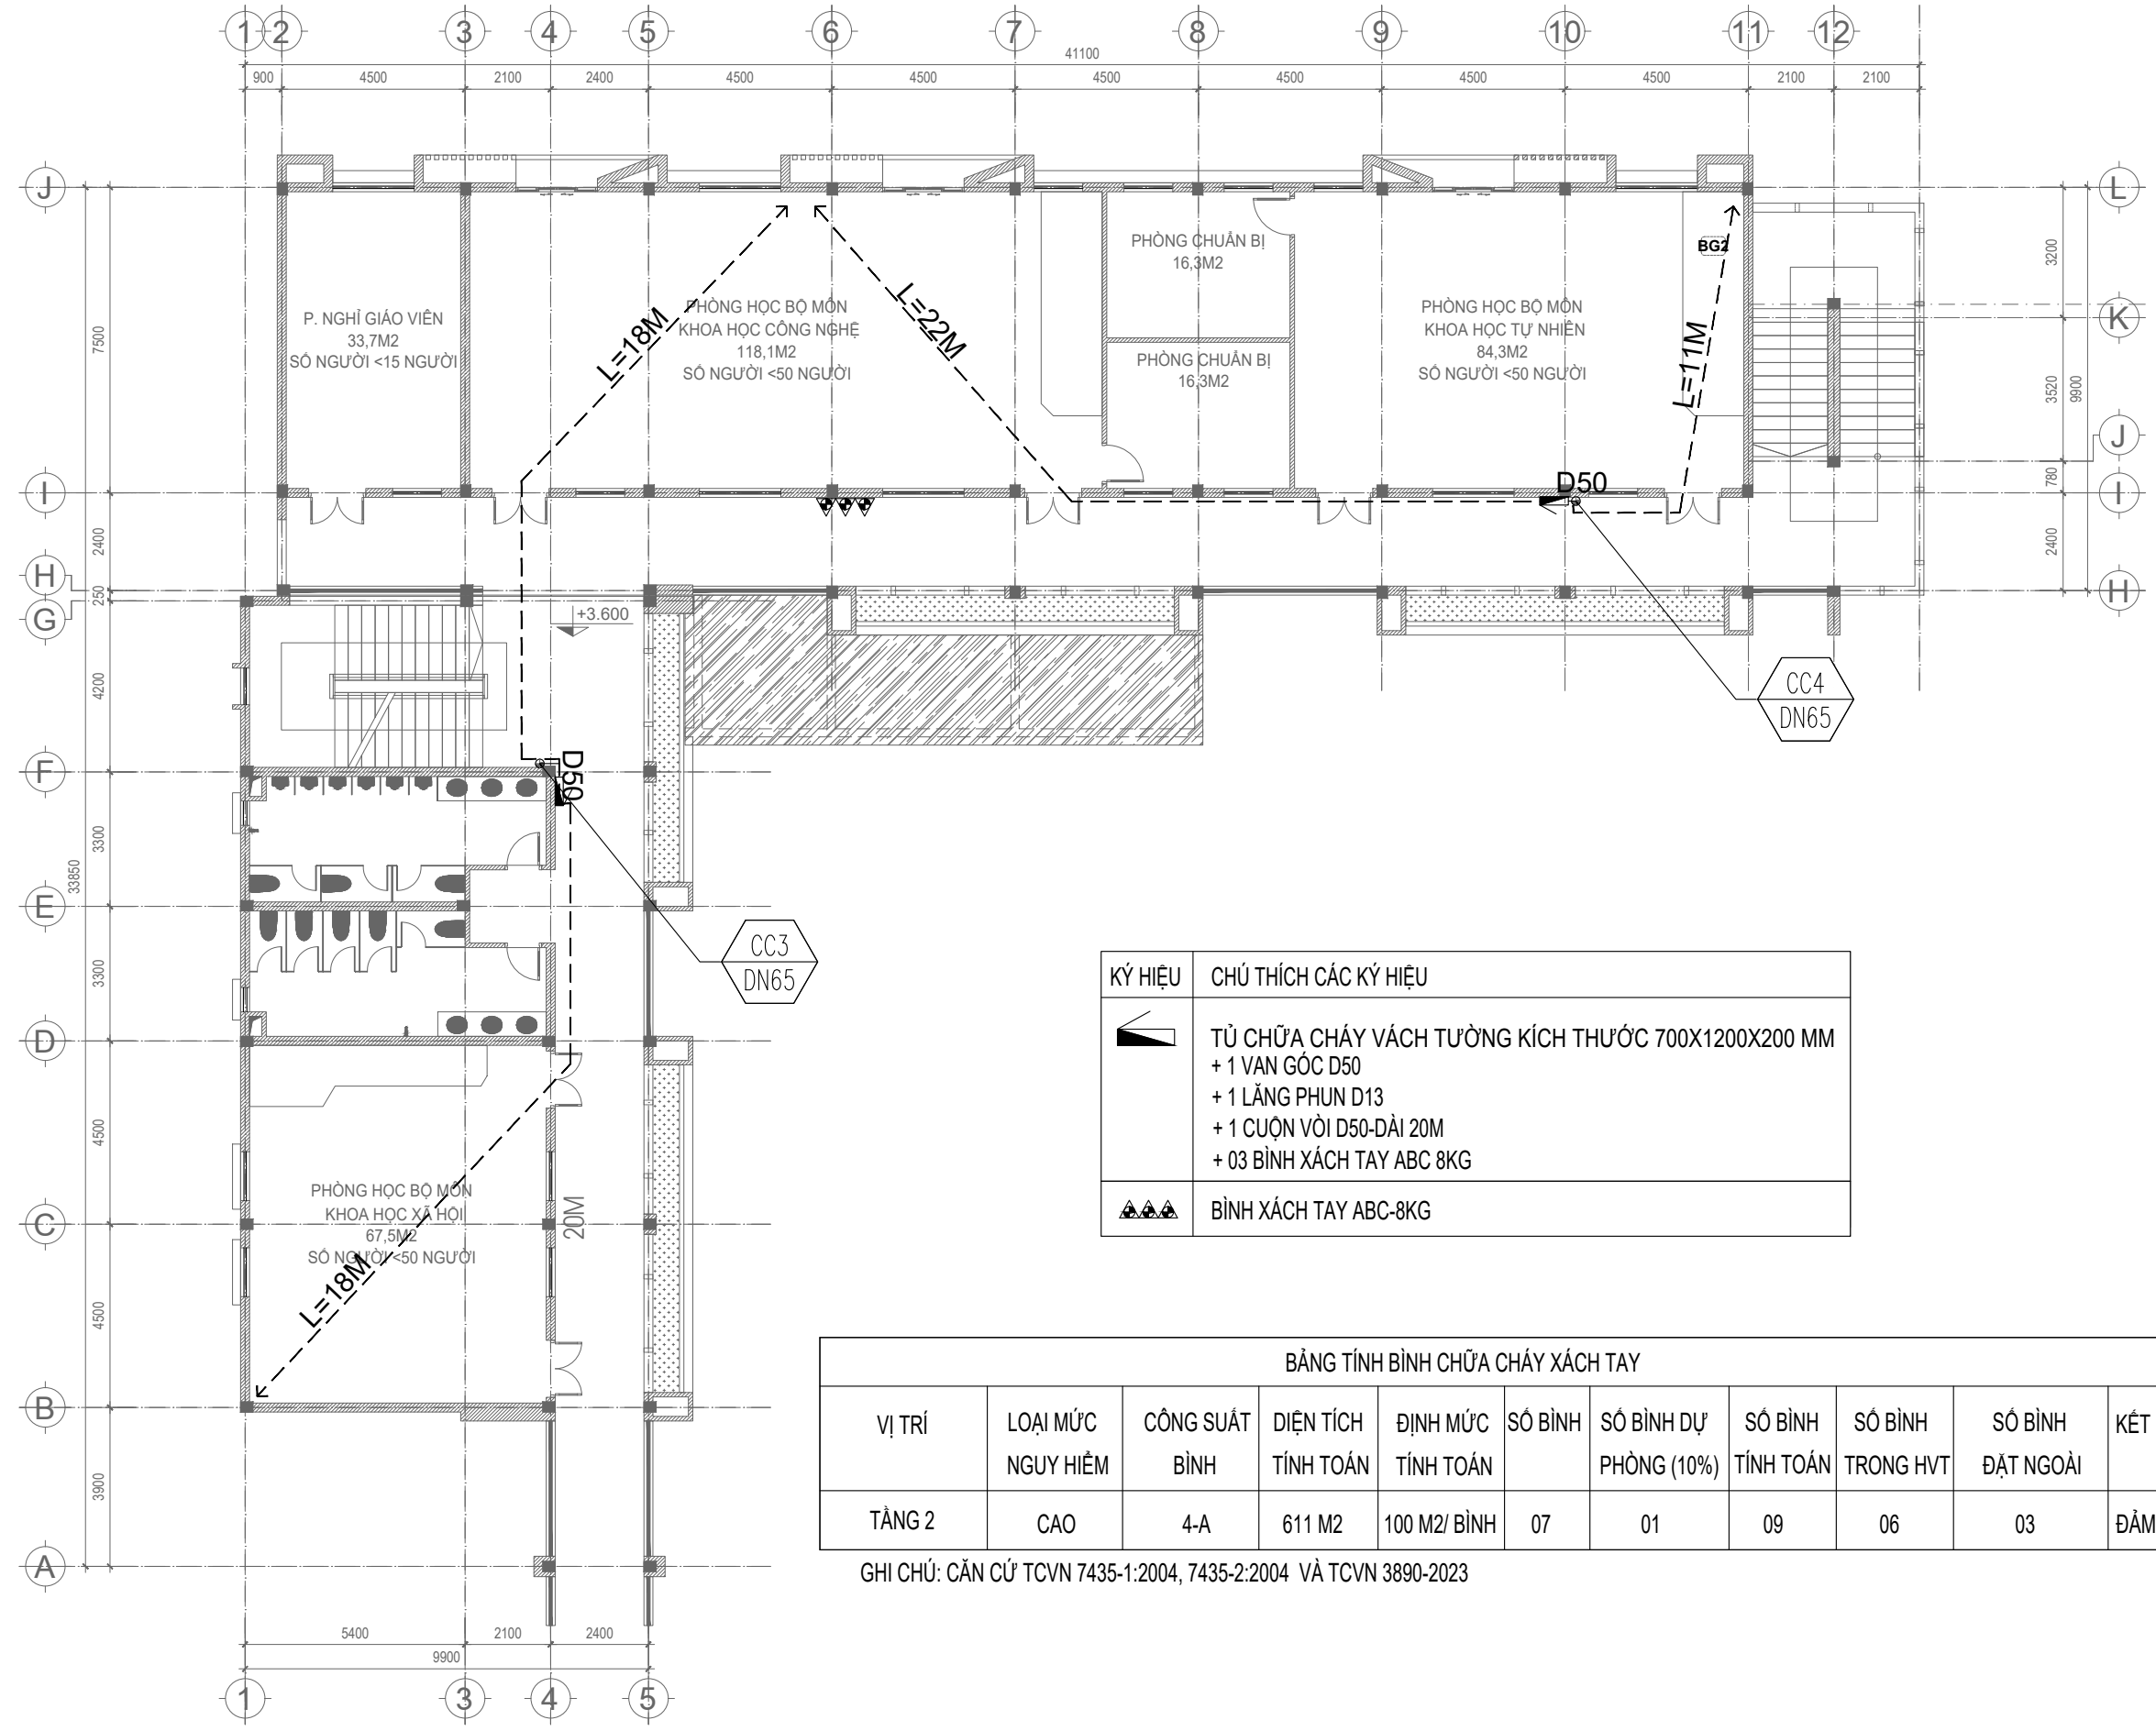 1 2 3 4 5 6 7 8 9 10 11 12
41100
900 4500 2100 2400 4500 4500 4500 4500 4500 4500 2100 2100
J
I
H
G
F
E
D
C
B
A
7500
2400
250
4200
3300
33850
3300
4500
4500
3900
L
K
J
I
H
3200
3520
9900
780
2400
P. NGHỈ GIÁO VIÊN
33,7M2
SỐ NGƯỜI <15 NGƯỜI
PHÒNG HỌC BỘ MÔN
KHOA HỌC CÔNG NGHỆ
118,1M2
SỐ NGƯỜI <50 NGƯỜI
L=18M
L=22M
PHÒNG CHUẨN BỊ
16,3M2
PHÒNG CHUẨN BỊ
16,3M2
PHÒNG HỌC BỘ MÔN
KHOA HỌC TỰ NHIÊN
84,3M2
SỐ NGƯỜI <50 NGƯỜI
BG2
L=11M
D50
CC4
DN65
+3.600
D50
CC3
DN65
PHÒNG HỌC BỘ MÔN
KHOA HỌC XÃ HỘI
67,5M2
SỐ NGƯỜI <50 NGƯỜI
L=18M
20M
KÝ HIỆU CHÚ THÍCH CÁC KÝ HIỆU
TỦ CHỮA CHÁY VÁCH TƯỜNG KÍCH THƯỚC 700X1200X200 MM
+ 1 VAN GÓC D50
+ 1 LĂNG PHUN D13
+ 1 CUỘN VÒI D50-DÀI 20M
+ 03 BÌNH XÁCH TAY ABC 8KG
BÌNH XÁCH TAY ABC-8KG
BẢNG TÍNH BÌNH CHỮA CHÁY XÁCH TAY
VỊ TRÍ LOẠI MỨC CÔNG SUẤT DIỆN TÍCH ĐỊNH MỨC SỐ BÌNH SỐ BÌNH DỰ SỐ BÌNH SỐ BÌNH SỐ BÌNH KẾT
NGUY HIỂM BÌNH TÍNH TOÁN TÍNH TOÁN PHÒNG (10%) TÍNH TOÁN TRONG HVT ĐẶT NGOÀI
TẦNG 2 CAO 4-A 611 M2 100 M2/ BÌNH 07 01 09 06 03 ĐẢM
GHI CHÚ: CĂN CỨ TCVN 7435-1:2004, 7435-2:2004 VÀ TCVN 3890-2023
5400 2100 2400
9900
1 3 4 5